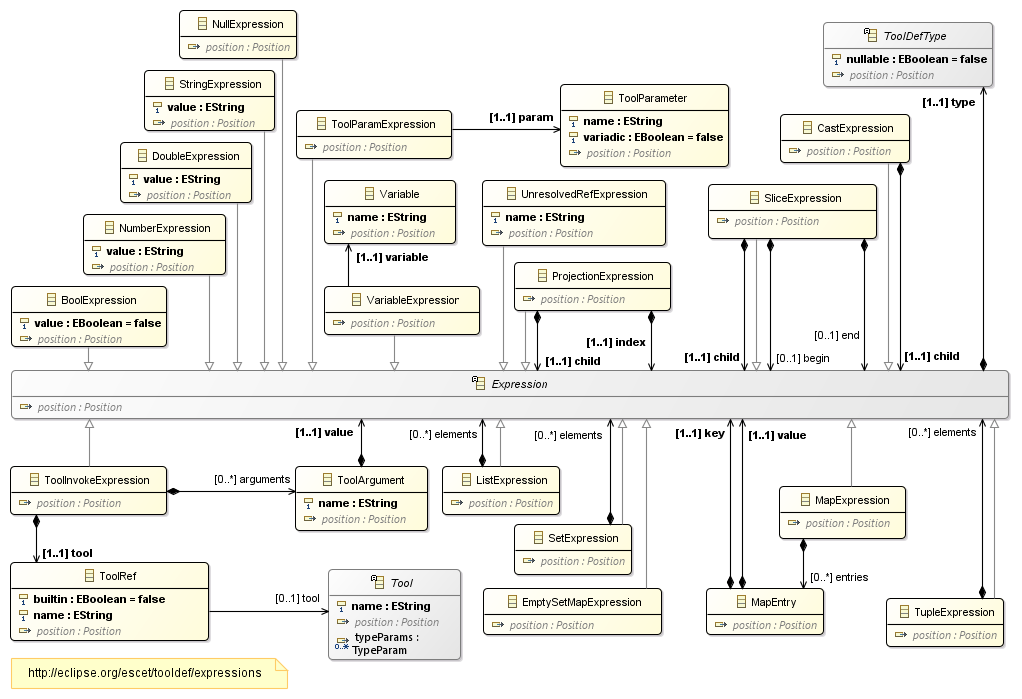 NullExpression
position : Position
ToolDefType
nullable : EBoolean = false
position : Position
StringExpression
value : EString
position : Position
[1..1] type
ToolParameter
name : EString
variadic : EBoolean = false
position : Position
ToolParamExpression
position : Position
[1..1] param
CastExpression
position : Position
DoubleExpression
value : EString
position : Position
Variable
name : EString
position : Position
UnresolvedRefExpression
name : EString
position : Position
SliceExpression
position : Position
NumberExpression
value : EString
position : Position
[1..1] variable
ProjectionExpression
position : Position
BoolExpression
value : EBoolean = false
position : Position
VariableExpression
position : Position
[1..1] index
[1..1] child
[0..1] end
[1..1] child
[0..1] begin
[1..1] child
Expression
position : Position
[1..1] value
[0..*] elements
[0..*] elements
[1..1] key
[1..1] value
[0..*] elements
ToolInvokeExpression
position : Position
[0..*] arguments
ToolArgument
name : EString
position : Position
ListExpression
position : Position
MapExpression
position : Position
SetExpression
position : Position
[1..1] tool
[0..*] entries
ToolRef
builtin : EBoolean = false
name : EString
position : Position
[0..1] tool
Tool
name : EString
position : Position
typeParams :
TypeParam
EmptySetMapExpression
position : Position
MapEntry
position : Position
TupleExpression
position : Position
http://eclipse.org/escet/tooldef/expressions